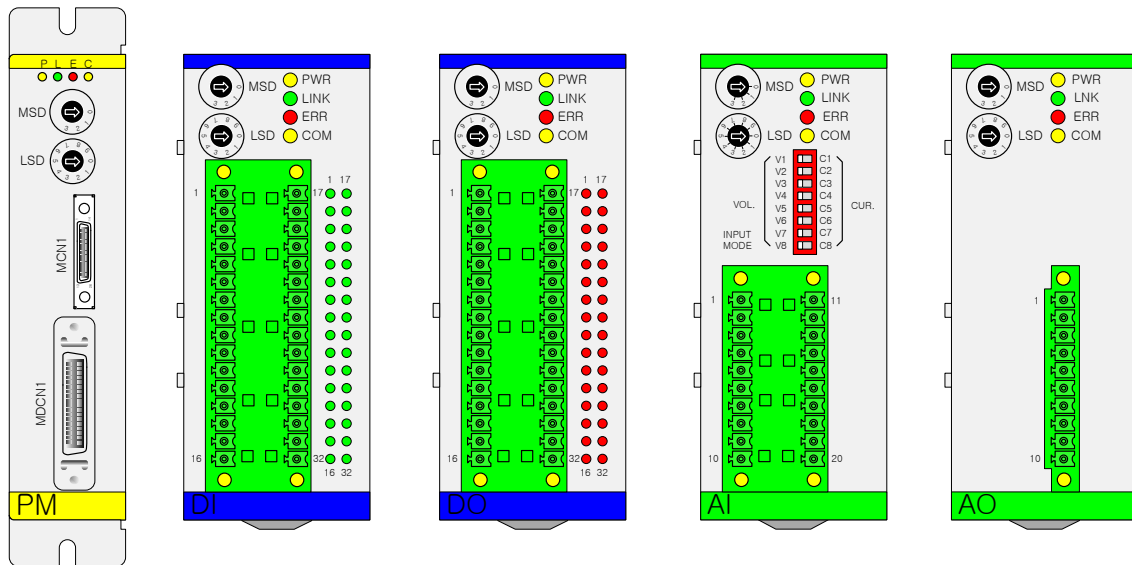 P L E C
MSD
LSD
MCN1
MDCN1
PM
MSD
PWR
LINK
ERR
LSD
COM
1 17
1
17
16
32
16 32
DI
MSD
PWR
LINK
ERR
LSD
COM
1 17
1
17
16
32
16 32
DO
MSD
PWR
LINK
ERR
LSD
COM
V1 C1
V2 C2
V3 C3
V4 C4
V5 C5
V6 C6
V7 C7
V8 C8
VOL.
CUR.
INPUT
MODE
1 11
10 20
AI
MSD
PWR
LNK
ERR
LSD
COM
1
10
AO